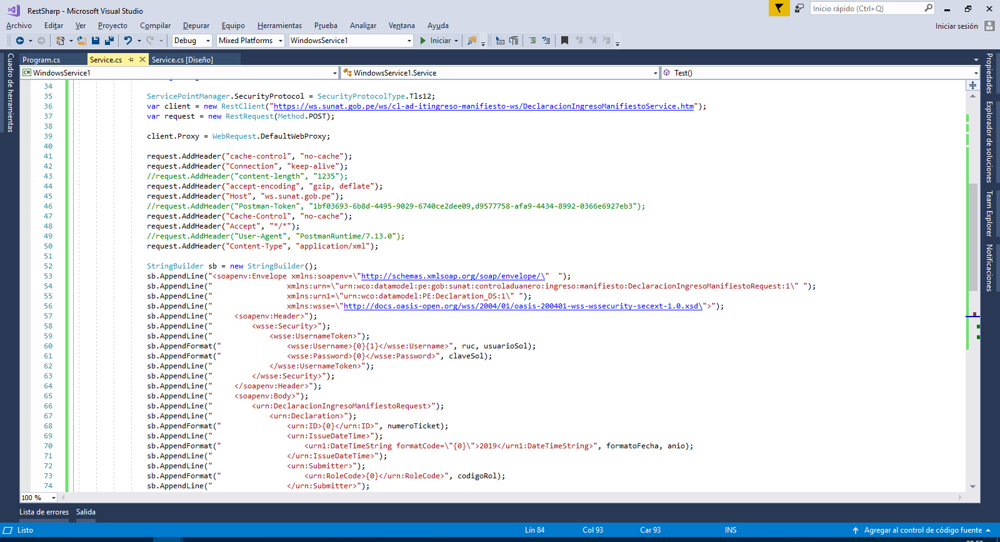 RestSharp - Microsoft Visual Studio
Inicio rápido (Ctrl+Q)
Archivo Editar Ver Proyecto Compilar Depurar Equipo Herramientas Prueba Analizar Ventana Ayuda
Iniciar sesión
Debug Mixed Platforms WindowsService1 Iniciar
Cuadro de herramientas
Program.cs Service.cs Service.cs [Diseño]
C# WindowsService1 WindowsService1.Service Test()
34
35 ServicePointManager.SecurityProtocol = SecurityProtocolType.Tls12;
36 var client = new RestClient("https://ws.sunat.gob.pe/ws/cl-ad-itingreso-manifiesto-ws/DeclaracionIngresoManifiestoService.htm");
37 var request = new RestRequest(Method.POST);
38
39 client.Proxy = WebRequest.DefaultWebProxy;
40
41 request.AddHeader("cache-control", "no-cache");
42 request.AddHeader("Connection", "keep-alive");
43 //request.AddHeader("content-length", "1235");
44 request.AddHeader("accept-encoding", "gzip, deflate");
45 request.AddHeader("Host", "ws.sunat.gob.pe");
46 //request.AddHeader("Postman-Token", "1bf03693-6b8d-4495-9029-6740ce2dee09,d9577758-afa9-4434-8992-0366e6927eb3");
47 request.AddHeader("Cache-Control", "no-cache");
48 request.AddHeader("Accept", "*/*");
49 //request.AddHeader("User-Agent", "PostmanRuntime/7.13.0");
50 request.AddHeader("Content-Type", "application/xml");
51
52 StringBuilder sb = new StringBuilder();
53 sb.AppendLine("<soapenv:Envelope xmlns:soapenv=\"http://schemas.xmlsoap.org/soap/envelope/\"  ");
54 sb.AppendLine("                 xmlns:urn=\"urn:wco:datamodel:pe:gob:sunat:controladuanero:ingreso:manifiesto:DeclaracionIngresoManifiestoRequest:1\" ");
55 sb.AppendLine("                 xmlns:urn1=\"urn:wco:datamodel:PE:Declaration_DS:1\" ");
56 sb.AppendLine("                 xmlns:wsse=\"http://docs.oasis-open.org/wss/2004/01/oasis-200401-wss-wssecurity-secext-1.0.xsd\">");
57 sb.AppendLine("     <soapenv:Header>");
58 sb.AppendLine("         <wsse:Security>");
59 sb.AppendLine("             <wsse:UsernameToken>");
60 sb.AppendFormat("               <wsse:Username>{0}{1}</wsse:Username>", ruc, usuarioSol);
61 sb.AppendFormat("               <wsse:Password>{0}</wsse:Password>", claveSol);
62 sb.AppendLine("             </wsse:UsernameToken>");
63 sb.AppendLine("         </wsse:Security>");
64 sb.AppendLine("     </soapenv:Header>");
65 sb.AppendLine("     <soapenv:Body>");
66 sb.AppendLine("         <urn:DeclaracionIngresoManifiestoRequest>");
67 sb.AppendLine("             <urn:Declaration>");
68 sb.AppendFormat("               <urn:ID>{0}</urn:ID>", numeroTicket);
69 sb.AppendLine("                 <urn:IssueDateTime>");
70 sb.AppendFormat("                   <urn1:DateTimeString formatCode=\"{0}\">2019</urn1:DateTimeString>", formatoFecha, anio);
71 sb.AppendLine("                 </urn:IssueDateTime>");
72 sb.AppendLine("                 <urn:Submitter>");
73 sb.AppendFormat("                   <urn:RoleCode>{0}</urn:RoleCode>", codigoRol);
74 sb.AppendLine("                 </urn:Submitter>");
Propiedades
Explorador de soluciones
Team Explorer
Notificaciones
100 %
Lista de errores Salida
Listo Lín 84 Col 93 Car 93 INS Agregar al control de código fuente